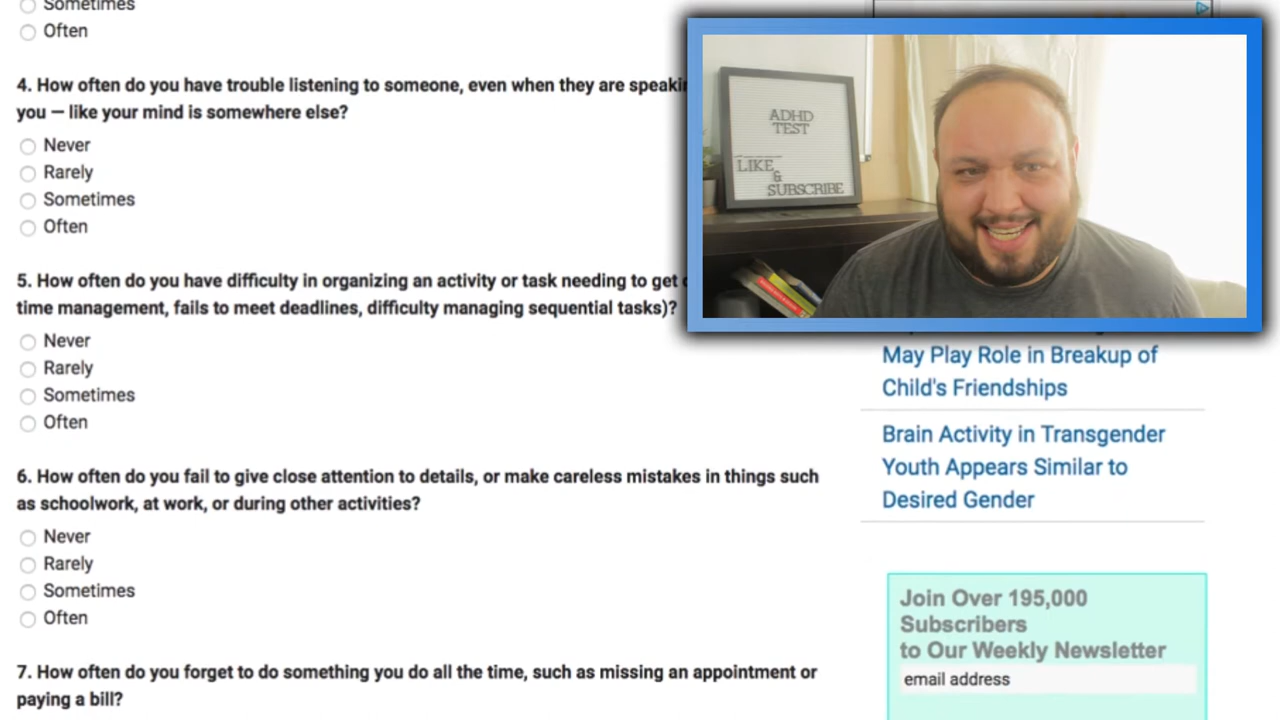 Sometimes
Often
4. How often do you have trouble listening to someone, even when they are
you — like your mind is somewhere else?
Never
Rarely
Sometimes
Often
5. How often do you have difficulty in organizing an activity or task needing to get
time management, fails to meet deadlines, difficulty managing sequential tasks)?
Never
Rarely
Sometimes
Often
6. How often do you fail to give close attention to details, or make careless mistakes in things such
as schoolwork, at work, or during other activities?
Never
Rarely
Sometimes
Often
7. How often do you forget to do something you do all the time, such as missing an appointment or
paying a bill?
ADHD
TEST
LIKE
&
SUBSCRIBE
May Play Role in Breakup of
Child's Friendships
Brain Activity in Transgender
Youth Appears Similar to
Desired Gender
Join Over 195,000
Subscribers
to Our Weekly Newsletter
email address